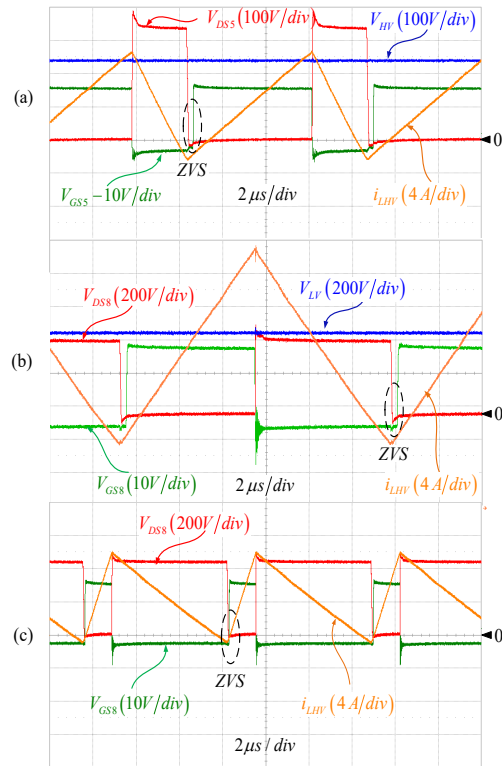 V_DS5 (100V/div)
V_HV (100V/div)
(a)
0
ZVS
V_GS5 −10V/div
2 μs/div
i_LHV (4 A/div)
V_DS8 (200V/div)
V_LV (200V/div)
(b)
0
ZVS
V_GS8 (10V/div)
2 μs/div
i_LHV (4 A/div)
V_DS8 (200V/div)
(c)
0
ZVS
V_GS8 (10V/div)
i_LHV (4 A/div)
2 μs/div